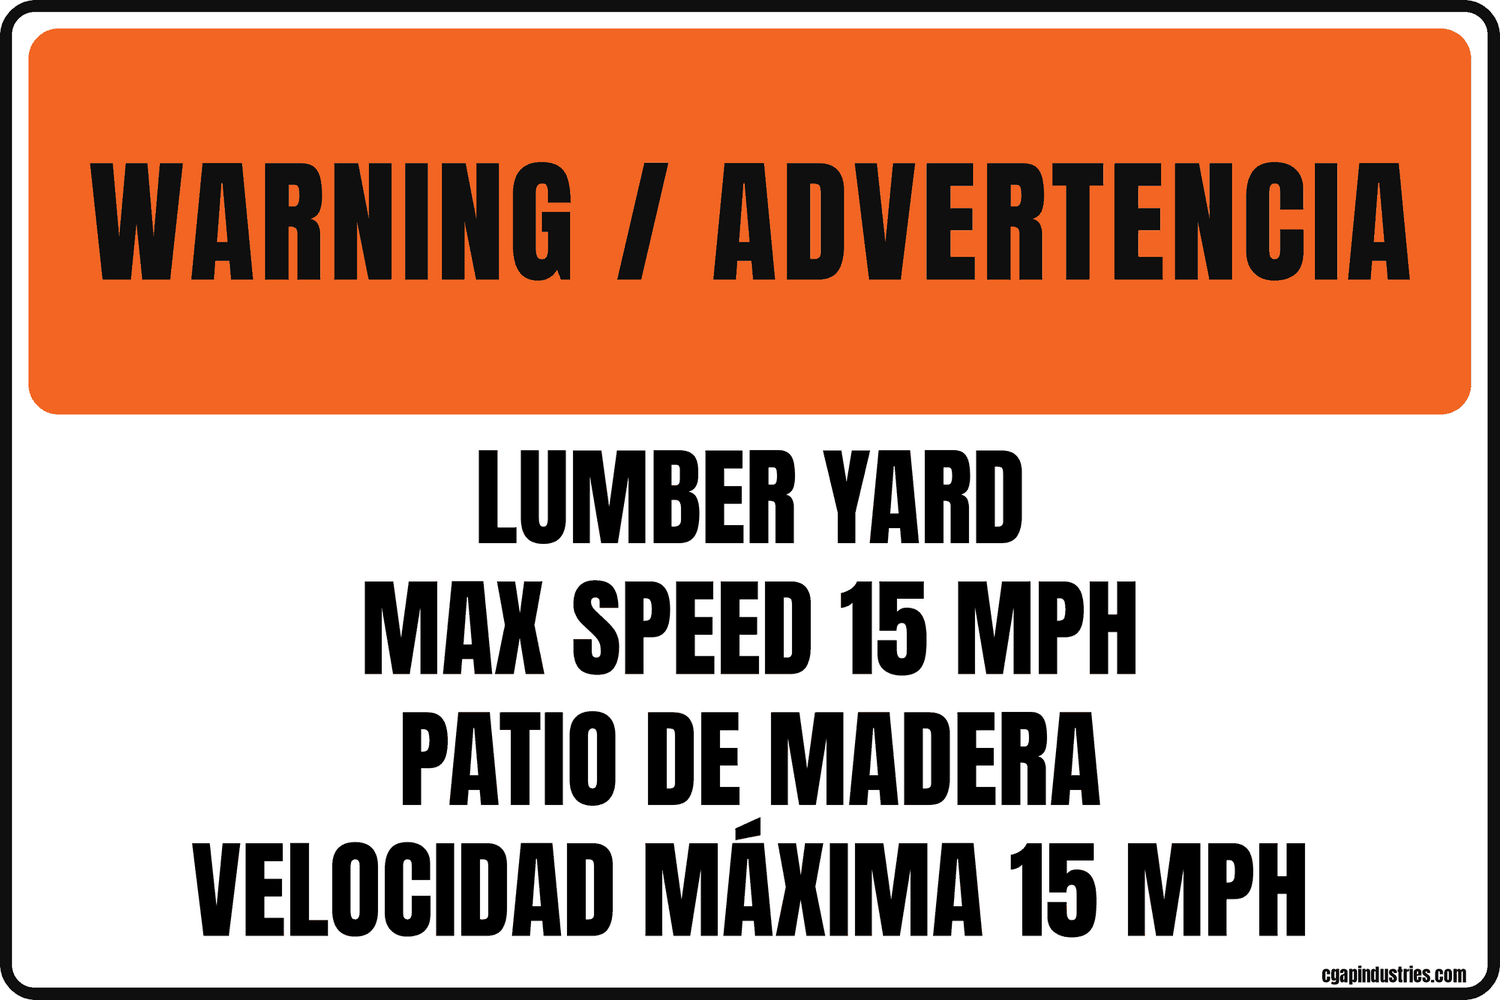 WARNING / ADVERTENCIA
LUMBER YARD
MAX SPEED 15 MPH
PATIO DE MADERA
VELOCIDAD MÁXIMA 15 MPH
cgapindustries.com